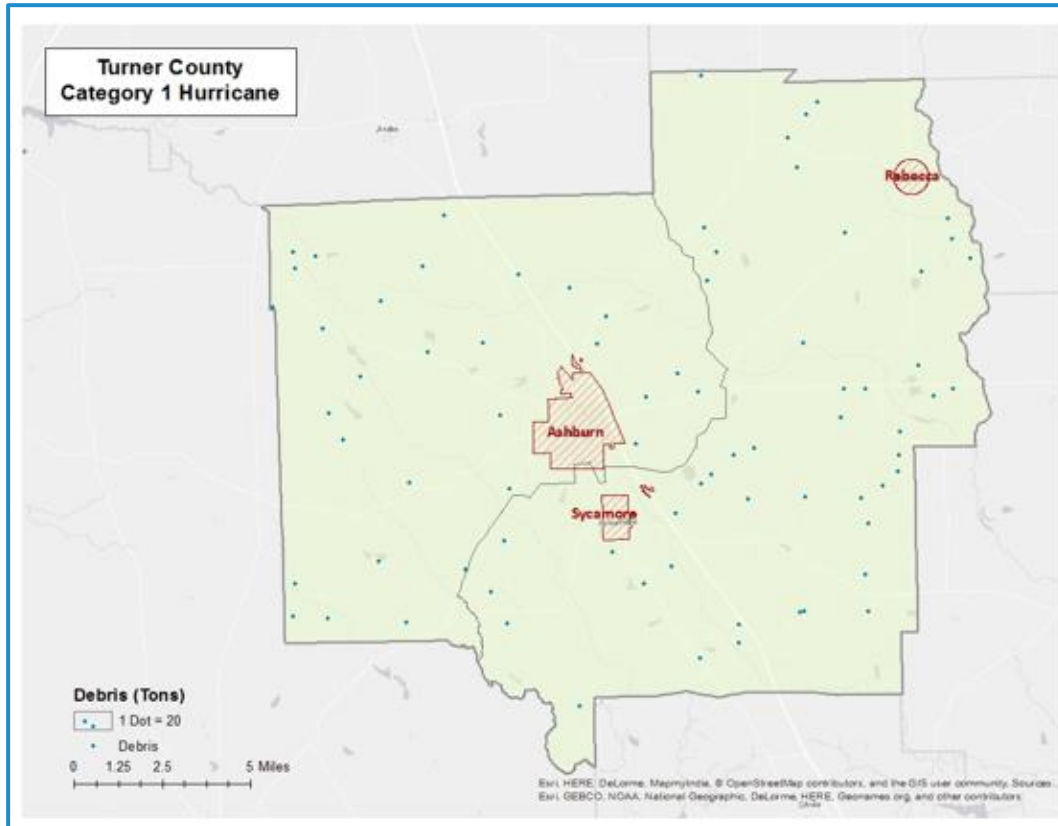 Turner County
Category 1 Hurricane
Rebecca
Ashburn
Sycamore
Debris (Tons)
1 Dot = 20
Debris
0 1.25 2.5 5 Miles
Esri, HERE, DeLorme, MapmyIndia, © OpenStreetMap contributors, and the GIS user community, Sources:
Esri, GEBCO, NOAA, National Geographic, DeLorme, HERE, Geonames.org, and other contributors